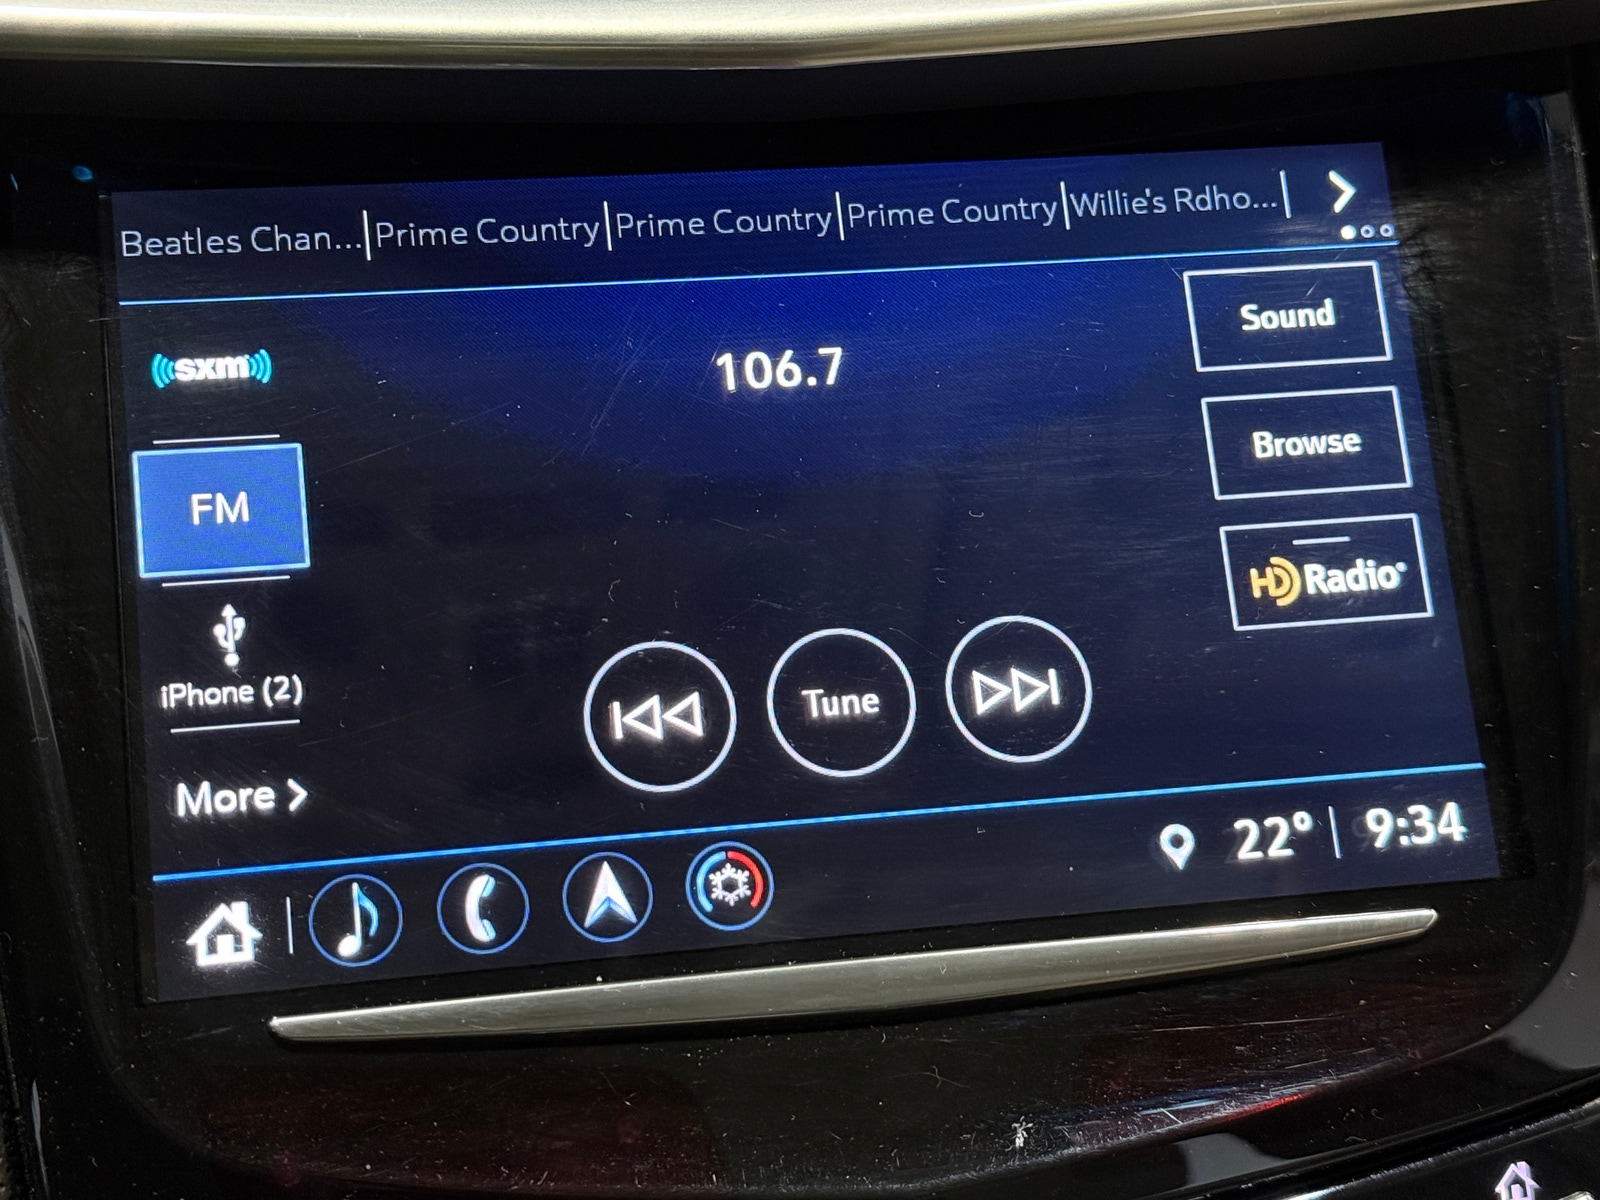 Beatles Chan... Prime Country Prime Country Prime Country Willie's Rdho...
sxm
106.7
Sound
Browse
FM
HD Radio®
iPhone (2)
Tune
More >
22° 9:34